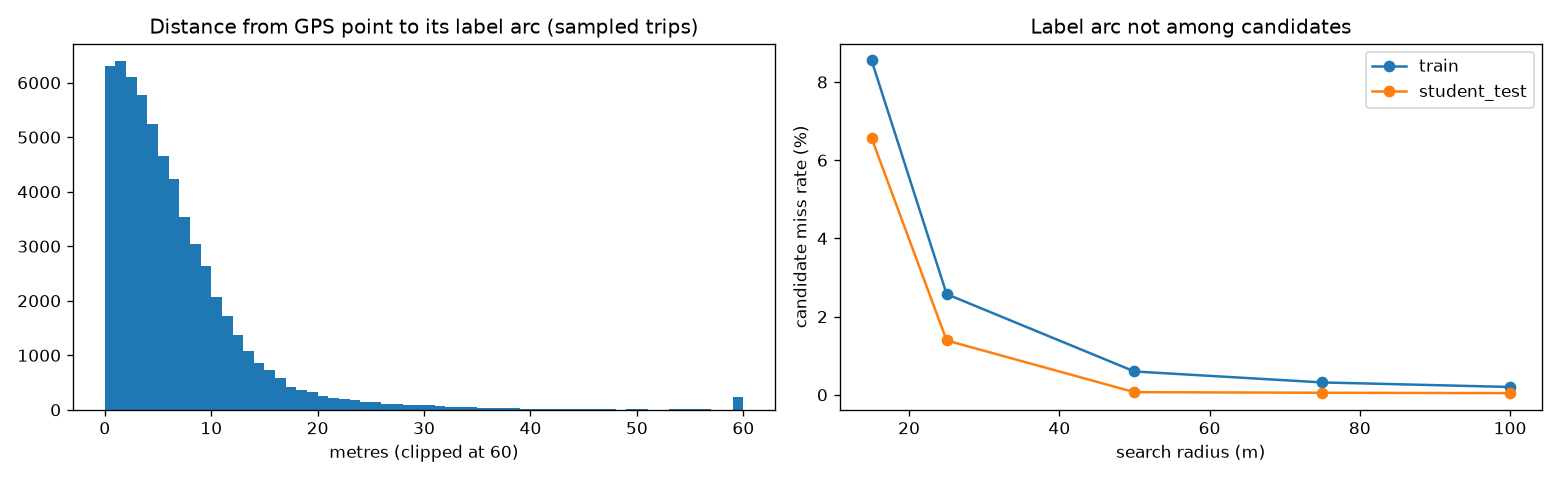 Distance from GPS point to its label arc (sampled trips)
6000
5000
4000
3000
2000
1000
0
0 10 20 30 40 50 60
metres (clipped at 60)
Label arc not among candidates
train
student_test
candidate miss rate (%)
8
6
4
2
0
20 40 60 80 100
search radius (m)